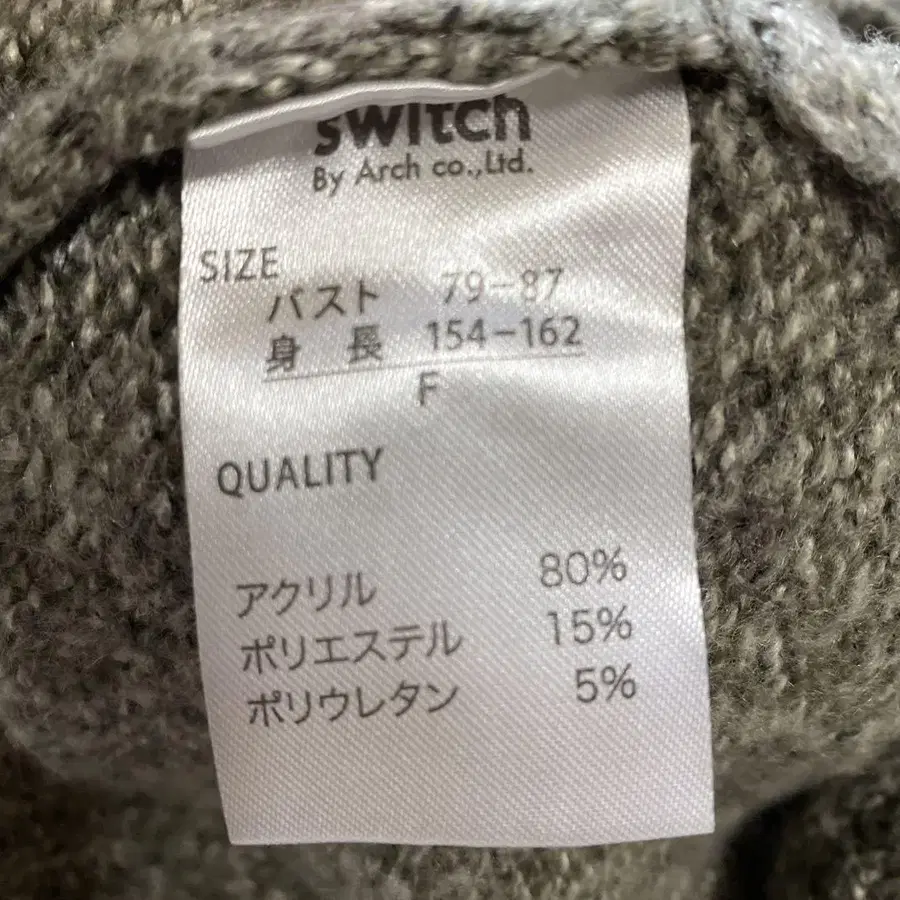 switch
By Arch co.,Ltd.
SIZE
バスト 79-87
身 長 154-162
F
QUALITY
アクリル 80%
ポリエステル 15%
ポリウレタン 5%